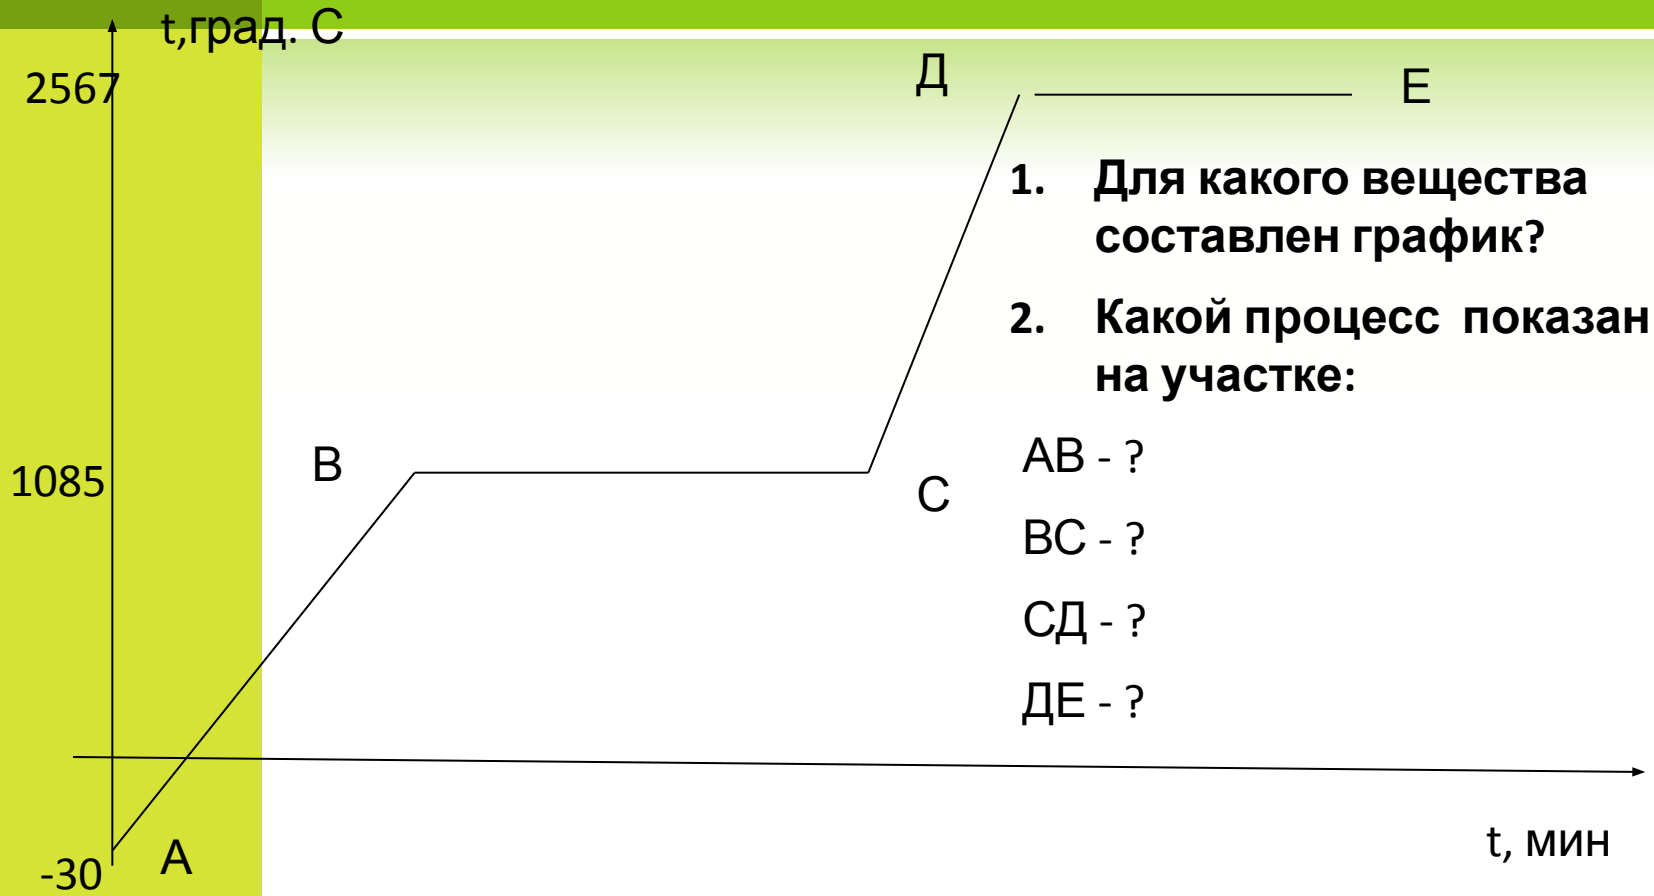 t,град. С
2567
Д
Е
1. Для какого вещества
составлен график?
2. Какой процесс показан
на участке:
В
1085
С
АВ - ?
ВС - ?
СД - ?
ДЕ - ?
-30
А
t, мин